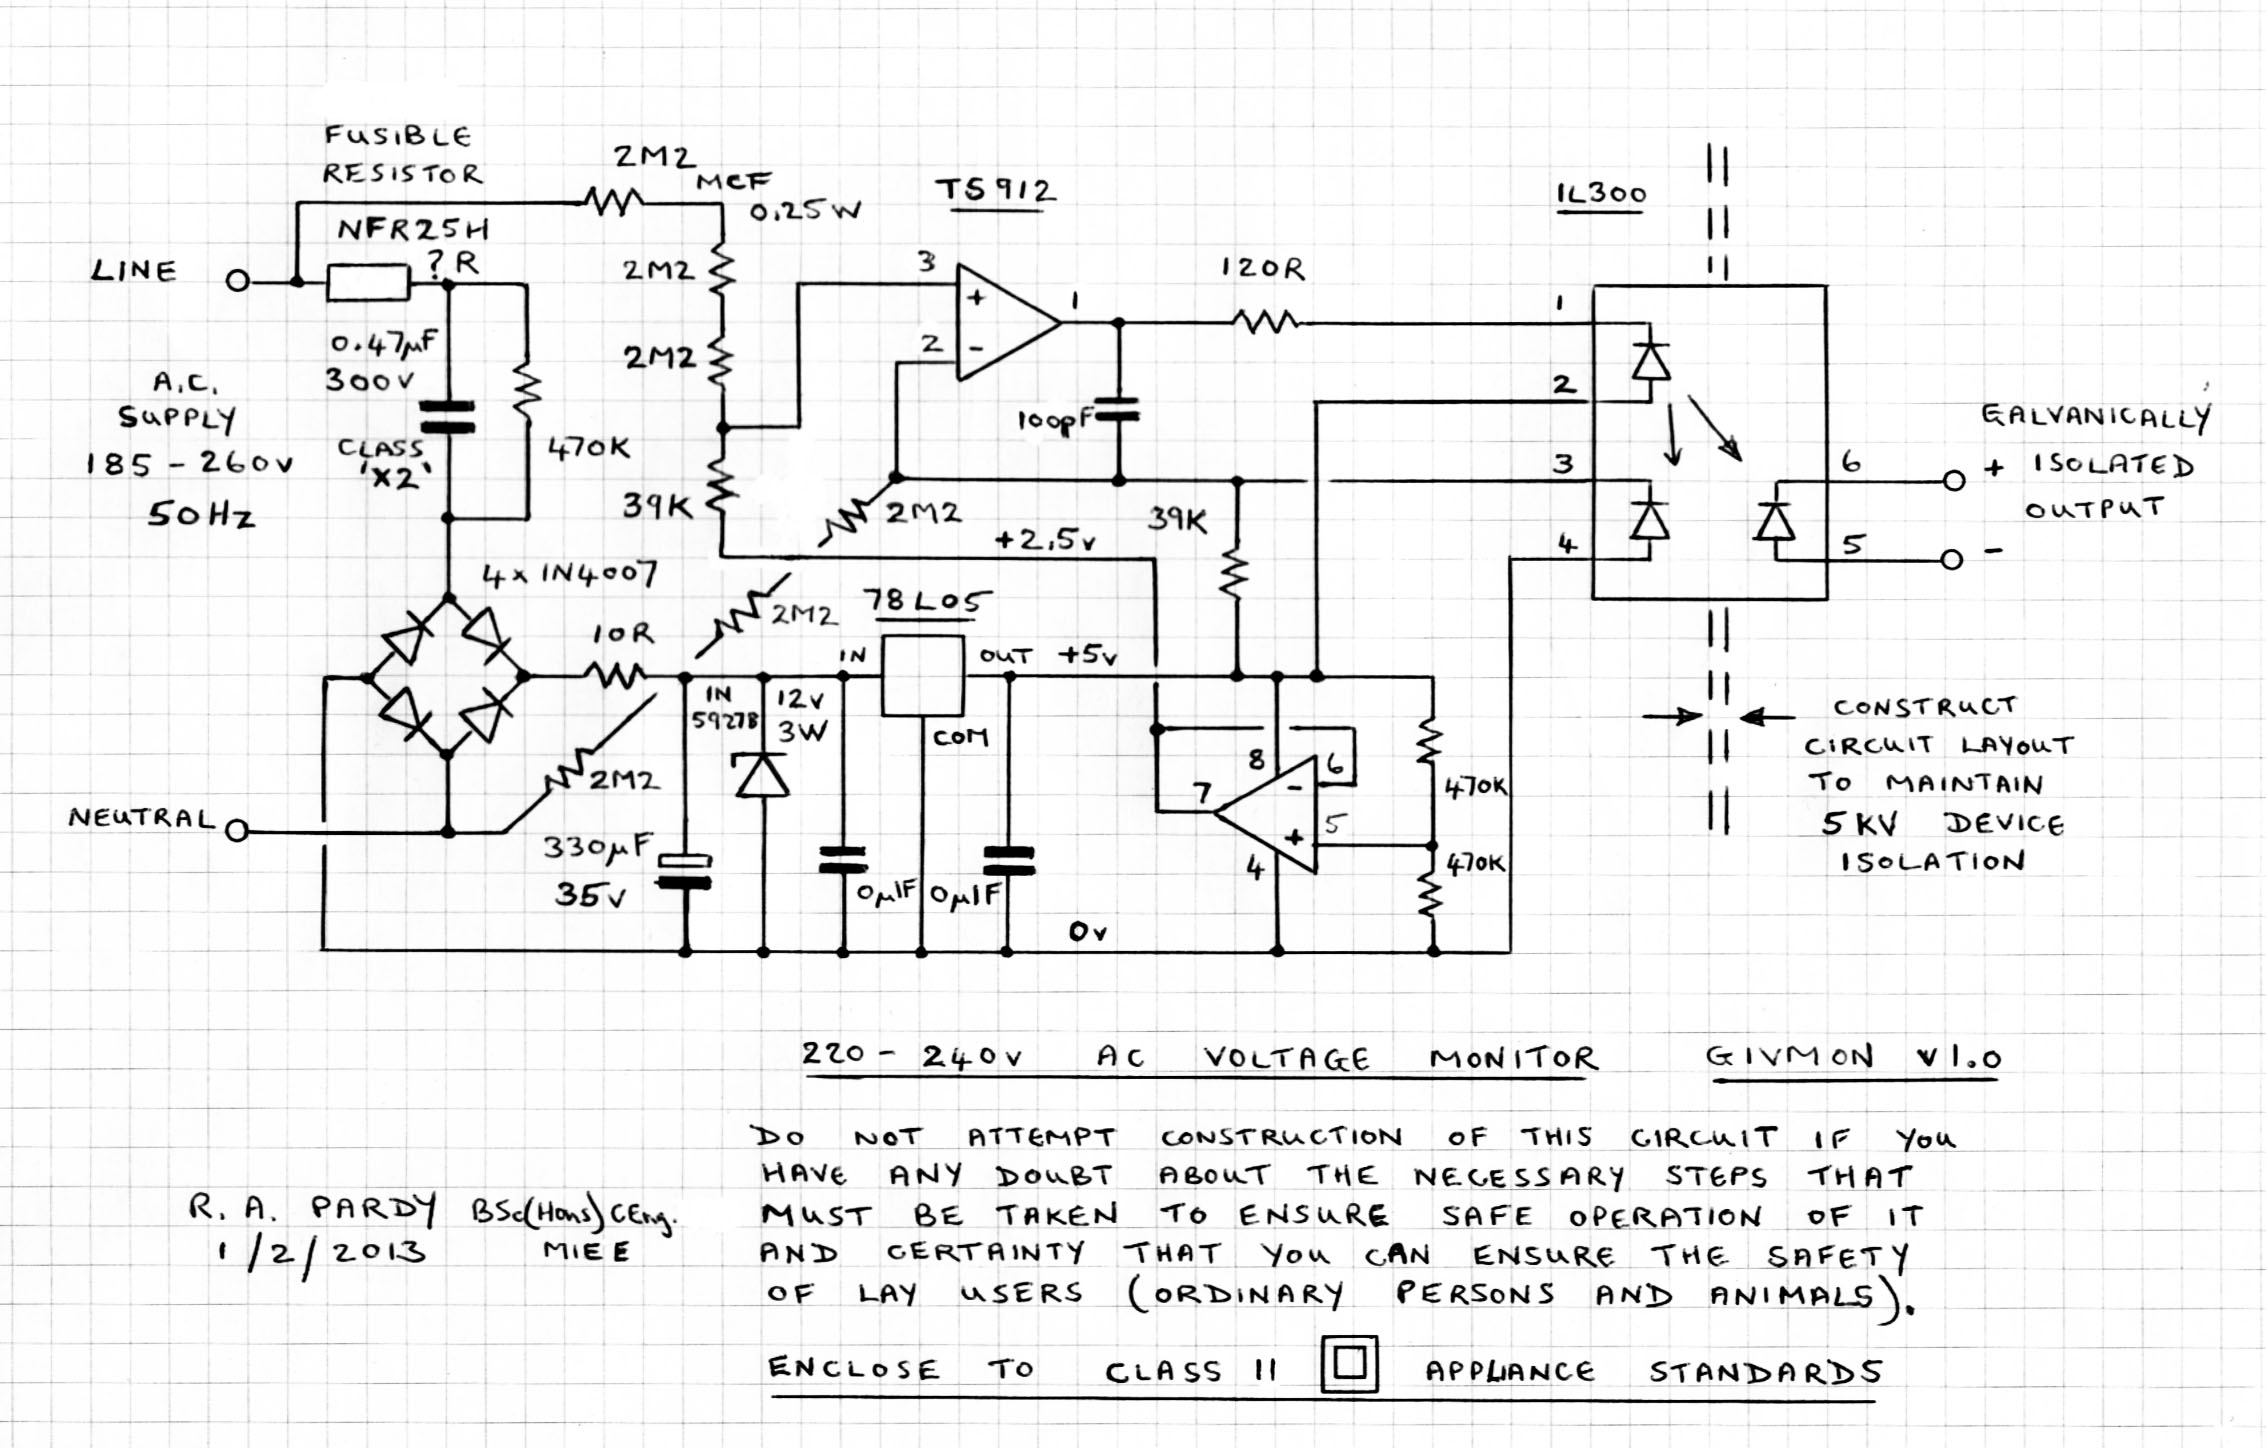 FUSIBLE
RESISTOR
NFR25H
?R
LINE
0.47µF
300V
CLASS
'X2'
470K
A.C.
SUPPLY
185 - 260V
50HZ
NEUTRAL
4 x 1N4007
10R
2M2
MCF
0.25W
2M2
2M2
39K
2M2
2M2
2M2
TS912
3
2
1
+
-
100pF
120R
39K
+2.5v
78L05
IN
OUT
+5v
COM
IN
5927B
12v
3W
330µF
35v
0µ1F
0µ1F
0v
8
6
7
5
4
-
+
470K
470K
IL300
1
2
3
4
6
5
GALVANICALLY
+ ISOLATED
OUTPUT
-
CONSTRUCT
CIRCUIT LAYOUT
TO MAINTAIN
5KV DEVICE
ISOLATION
220 - 240V AC VOLTAGE MONITOR GIVMON v1.0
DO NOT ATTEMPT CONSTRUCTION OF THIS CIRCUIT IF YOU
HAVE ANY DOUBT ABOUT THE NECESSARY STEPS THAT
MUST BE TAKEN TO ENSURE SAFE OPERATION OF IT
AND CERTAINTY THAT YOU CAN ENSURE THE SAFETY
OF LAY USERS (ORDINARY PERSONS AND ANIMALS).
ENCLOSE TO CLASS II APPLIANCE STANDARDS
R. A. PARDY BSc(Hons) CEng.
1/2/2013 MIEE